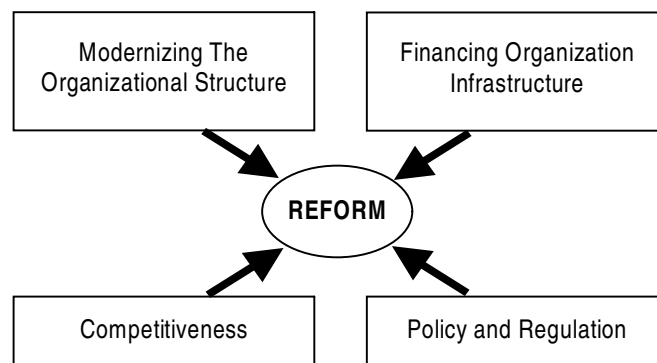 Modernizing The
Organizational Structure
Financing Organization
Infrastructure
REFORM
Competitiveness
Policy and Regulation